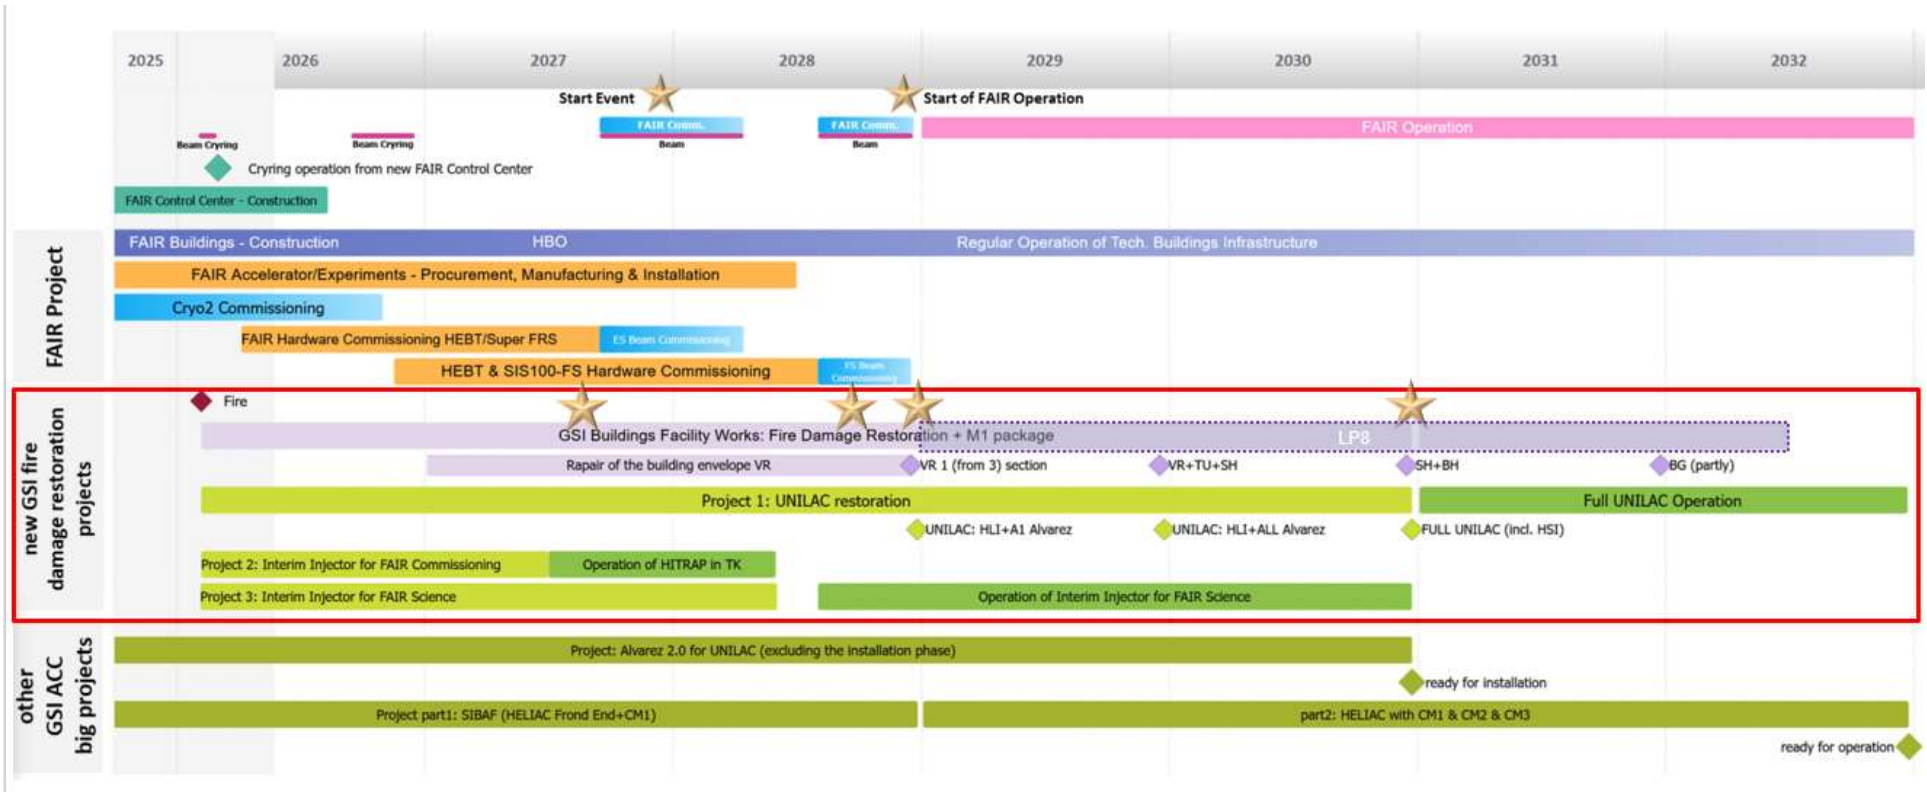 2025 2026 2027 2028 2029 2030 2031 2032
Start Event
Start of FAIR Operation
FAIR Comm.
FAIR Comm.
FAIR Operation
Beam Cryring
Beam Cryring
Beam
Beam
Cryring operation from new FAIR Control Center
FAIR Control Center - Construction
FAIR Project
FAIR Buildings - Construction
HBO
Regular Operation of Tech. Buildings Infrastructure
FAIR Accelerator/Experiments - Procurement, Manufacturing & Installation
Cryo2 Commissioning
FAIR Hardware Commissioning HEBT/Super FRS
ES Beam Commissioning
HEBT & SIS100-FS Hardware Commissioning
FS Beam
Commissioning
new GSI fire
damage restoration
projects
Fire
GSI Buildings Facility Works: Fire Damage Restoration + M1 package
LP8
Rapair of the building envelope VR
VR 1 (from 3) section
VR+TU+SH
SH+BH
BG (partly)
Project 1: UNILAC restoration
Full UNILAC Operation
UNILAC: HLI+A1 Alvarez
UNILAC: HLI+ALL Alvarez
FULL UNILAC (incl. HSI)
Project 2: Interim Injector for FAIR Commissioning
Operation of HITRAP in TK
Project 3: Interim Injector for FAIR Science
Operation of Interim Injector for FAIR Science
other
GSI ACC
big projects
Project: Alvarez 2.0 for UNILAC (excluding the installation phase)
ready for installation
Project part1: SIBAF (HELIAC Frond End+CM1)
part2: HELIAC with CM1 & CM2 & CM3
ready for operation